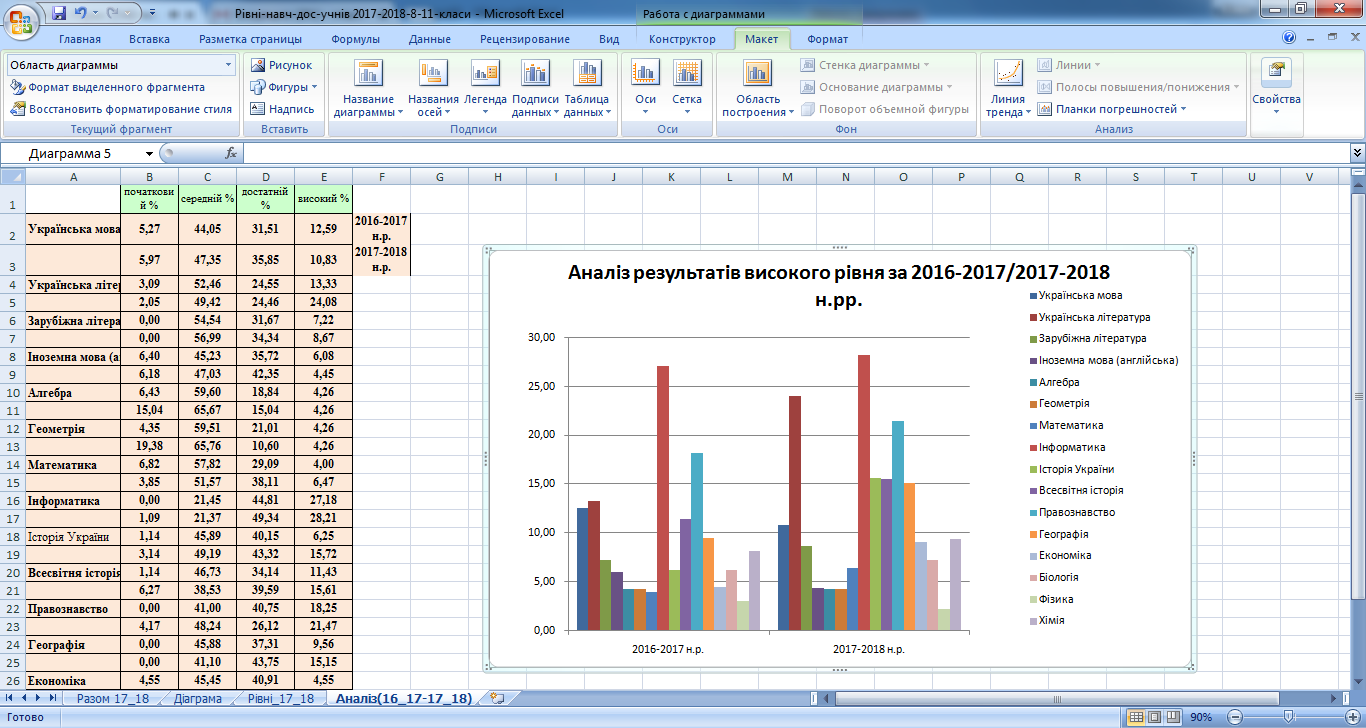 Рівні-навч-дос-учнів 2017-2018-8-11-класи - Microsoft Excel
Работа с диаграммами
Главная Вставка Разметка страницы Формулы Данные Рецензирование Вид Конструктор Макет Формат
Область диаграммы
Формат выделенного фрагмента
Восстановить форматирование стиля
Текущий фрагмент
Рисунок
Фигуры
Надпись
Вставить
Название диаграммы
Названия осей
Легенда
Подписи данных
Таблица данных
Подписи
Оси
Сетка
Оси
Область построения
Стенка диаграммы
Основание диаграммы
Поворот объемной фигуры
Фон
Линия тренда
Линии
Полосы повышения/понижения
Планки погрешностей
Анализ
Свойства
Диаграмма 5 fx
A B C D E F G H I J K L M N O P Q R S T U V
1 початковий % середній % достатній % високий %
2 Українська мова 5,27 44,05 31,51 12,59 2016-2017 н.р.
3 5,97 47,35 35,85 10,83 2017-2018 н.р.
4 Українська літер 3,09 52,46 24,55 13,33
5 2,05 49,42 24,46 24,08
6 Зарубіжна літера 0,00 54,54 31,67 7,22
7 0,00 56,99 34,34 8,67
8 Іноземна мова (а 6,40 45,23 35,72 6,08
9 6,18 47,03 42,35 4,45
10 Алгебра 6,43 59,60 18,84 4,26
11 15,04 65,67 15,04 4,26
12 Геометрія 4,35 59,51 21,01 4,26
13 19,38 65,76 10,60 4,26
14 Математика 6,82 57,82 29,09 4,00
15 3,85 51,57 38,11 6,47
16 Інформатика 0,00 21,45 44,81 27,18
17 1,09 21,37 49,34 28,21
18 Історія України 1,14 45,89 40,15 6,25
19 3,14 49,19 43,32 15,72
20 Всесвітня історія 1,14 46,73 34,14 11,43
21 6,27 38,53 39,59 15,61
22 Правознавство 0,00 41,00 40,75 18,25
23 4,17 48,24 26,12 21,47
24 Географія 0,00 45,88 37,31 9,56
25 0,00 41,10 43,75 15,15
26 Економіка 4,55 45,45 40,91 4,55
Аналіз результатів високого рівня за 2016-2017/2017-2018
н.рр.
30,00
25,00
20,00
15,00
10,00
5,00
0,00
2016-2017 н.р. 2017-2018 н.р.
Українська мова
Українська література
Зарубіжна література
Іноземна мова (англійська)
Алгебра
Геометрія
Математика
Інформатика
Історія України
Всесвітня історія
Правознавство
Географія
Економіка
Біологія
Фізика
Хімія
Разом 17_18 Діаграма Рівні_17_18 Аналіз(16_17-17_18)
Готово 90%